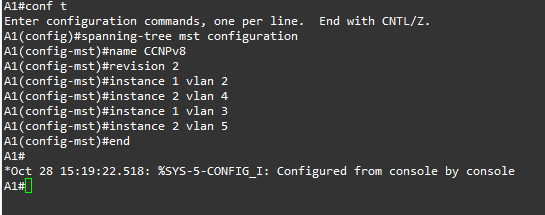 A1#conf t
Enter configuration commands, one per line.  End with CNTL/Z.
A1(config)#spanning-tree mst configuration
A1(config-mst)#name CCNPv8
A1(config-mst)#revision 2
A1(config-mst)#instance 1 vlan 2
A1(config-mst)#instance 2 vlan 4
A1(config-mst)#instance 1 vlan 3
A1(config-mst)#instance 2 vlan 5
A1(config-mst)#end
A1#
*Oct 28 15:19:22.518: %SYS-5-CONFIG_I: Configured from console by console
A1#